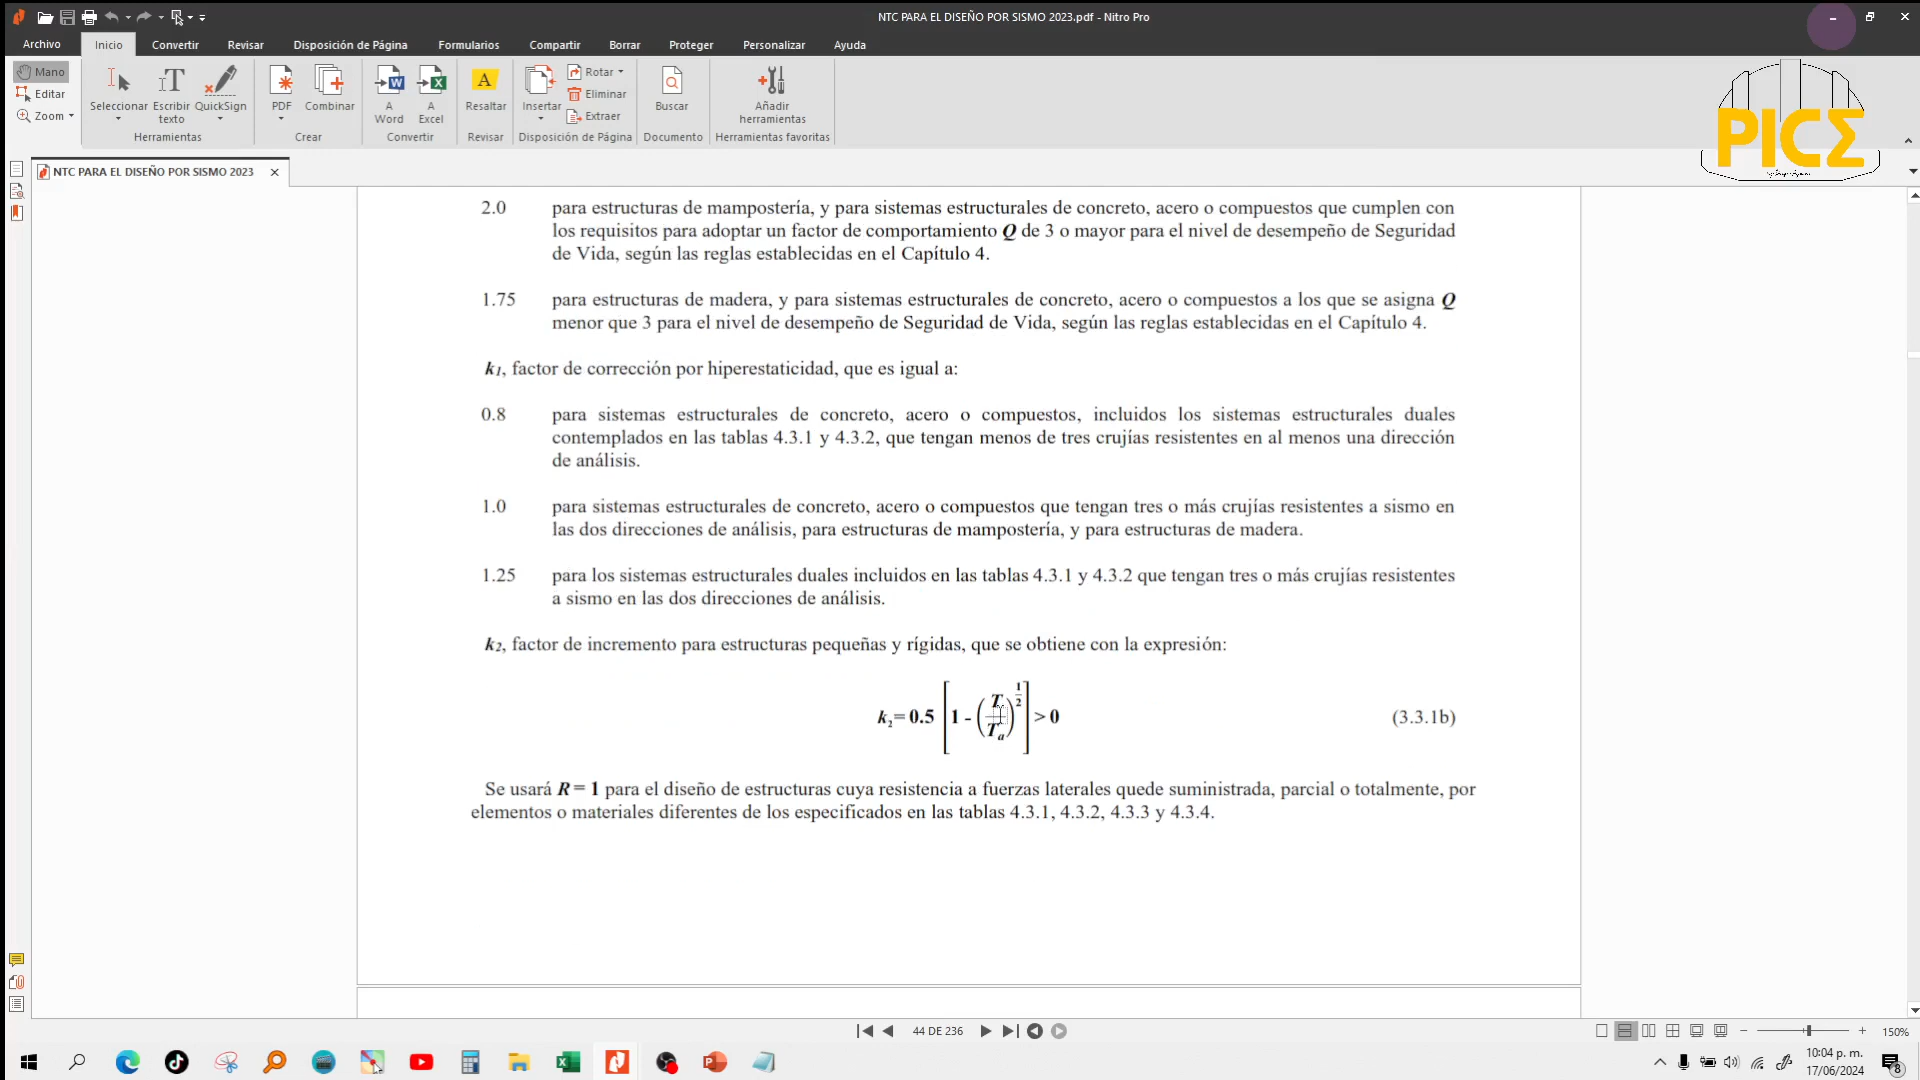 NTC PARA EL DISEÑO POR SISMO 2023.pdf - Nitro Pro
Archivo Inicio Convertir Revisar Disposición de Página Formularios Compartir Borrar Proteger Personalizar Ayuda
Mano
Editar
Zoom
Seleccionar
Escribir texto
QuickSign
Herramientas
PDF
Combinar
Crear
A Word
A Excel
Convertir
Resaltar
Revisar
Insertar
Rotar
Eliminar
Extraer
Disposición de Página
Buscar
Documento
Añadir herramientas
Herramientas favoritas
PICΣ
NTC PARA EL DISEÑO POR SISMO 2023
2.0 para estructuras de mampostería, y para sistemas estructurales de concreto, acero o compuestos que cumplen con
los requisitos para adoptar un factor de comportamiento Q de 3 o mayor para el nivel de desempeño de Seguridad
de Vida, según las reglas establecidas en el Capítulo 4.
1.75 para estructuras de madera, y para sistemas estructurales de concreto, acero o compuestos a los que se asigna Q
menor que 3 para el nivel de desempeño de Seguridad de Vida, según las reglas establecidas en el Capítulo 4.
k1, factor de corrección por hiperestaticidad, que es igual a:
0.8 para sistemas estructurales de concreto, acero o compuestos, incluidos los sistemas estructurales duales
contemplados en las tablas 4.3.1 y 4.3.2, que tengan menos de tres crujías resistentes en al menos una dirección
de análisis.
1.0 para sistemas estructurales de concreto, acero o compuestos que tengan tres o más crujías resistentes a sismo en
las dos direcciones de análisis, para estructuras de mampostería, y para estructuras de madera.
1.25 para los sistemas estructurales duales incluidos en las tablas 4.3.1 y 4.3.2 que tengan tres o más crujías resistentes
a sismo en las dos direcciones de análisis.
k2, factor de incremento para estructuras pequeñas y rígidas, que se obtiene con la expresión:
k2= 0.5 [1 - (T/Ta)^1/2] > 0 (3.3.1b)
Se usará R = 1 para el diseño de estructuras cuya resistencia a fuerzas laterales quede suministrada, parcial o totalmente, por
elementos o materiales diferentes de los especificados en las tablas 4.3.1, 4.3.2, 4.3.3 y 4.3.4.
44 DE 236
150%
10:04 p. m.
17/06/2024
8